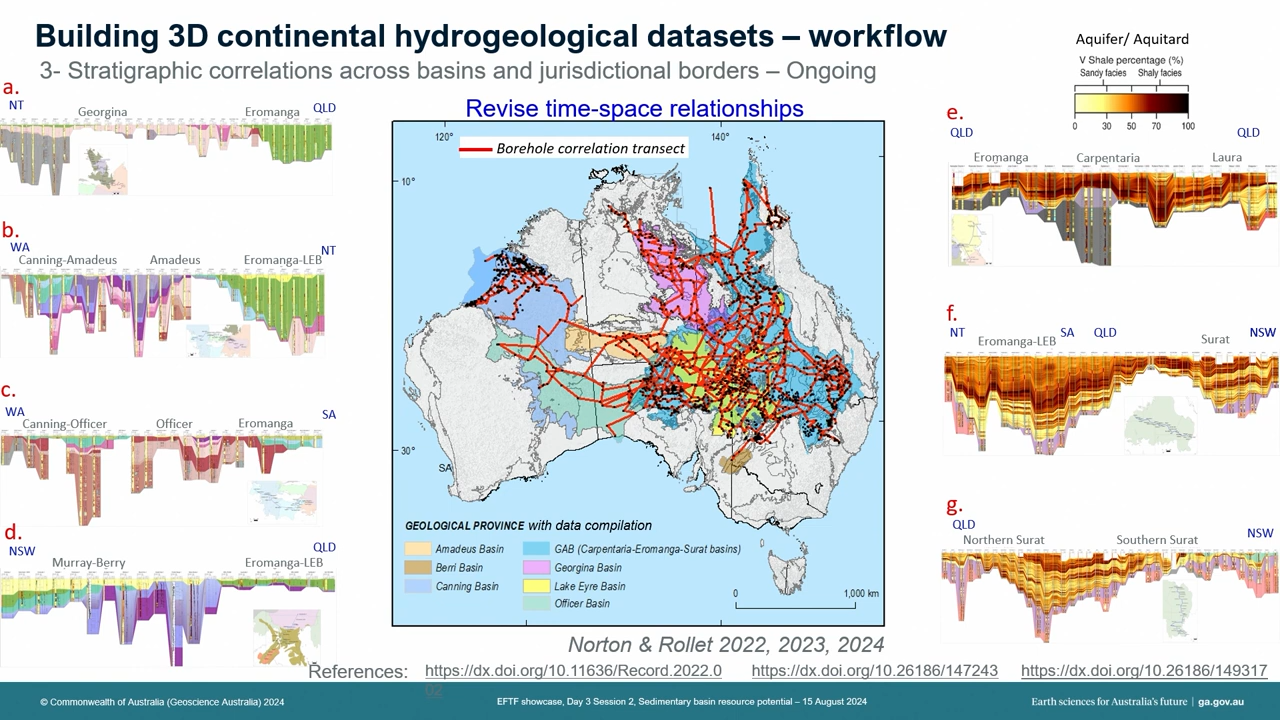 Building 3D continental hydrogeological datasets – workflow
3- Stratigraphic correlations across basins and jurisdictional borders – Ongoing
Aquifer/ Aquitard
V Shale percentage (%)
Sandy facies Shaly facies
0 30 50 70 100
a.
NT
Georgina
Eromanga
QLD
b.
WA
Canning-Amadeus
Amadeus
Eromanga-LEB
NT
c.
WA
Canning-Officer
Officer
Eromanga
SA
d.
NSW
Murray-Berry
Eromanga-LEB
QLD
Revise time-space relationships
120°
140°
Borehole correlation transect
10°
30°
SA
GEOLOGICAL PROVINCE with data compilation
Amadeus Basin
Berri Basin
Canning Basin
GAB (Carpentaria-Eromanga-Surat basins)
Georgina Basin
Lake Eyre Basin
Officer Basin
0 1,000 km
e.
QLD
QLD
Eromanga
Carpentaria
Laura
f.
NT
Eromanga-LEB
SA
QLD
Surat
NSW
g.
QLD
Northern Surat
Southern Surat
NSW
Norton & Rollet 2022, 2023, 2024
References:
https://dx.doi.org/10.11636/Record.2022.0
02
https://dx.doi.org/10.26186/147243
https://dx.doi.org/10.26186/149317
© Commonwealth of Australia (Geoscience Australia) 2024
EFTF showcase, Day 3 Session 2, Sedimentary basin resource potential – 15 August 2024
Earth sciences for Australia's future | ga.gov.au